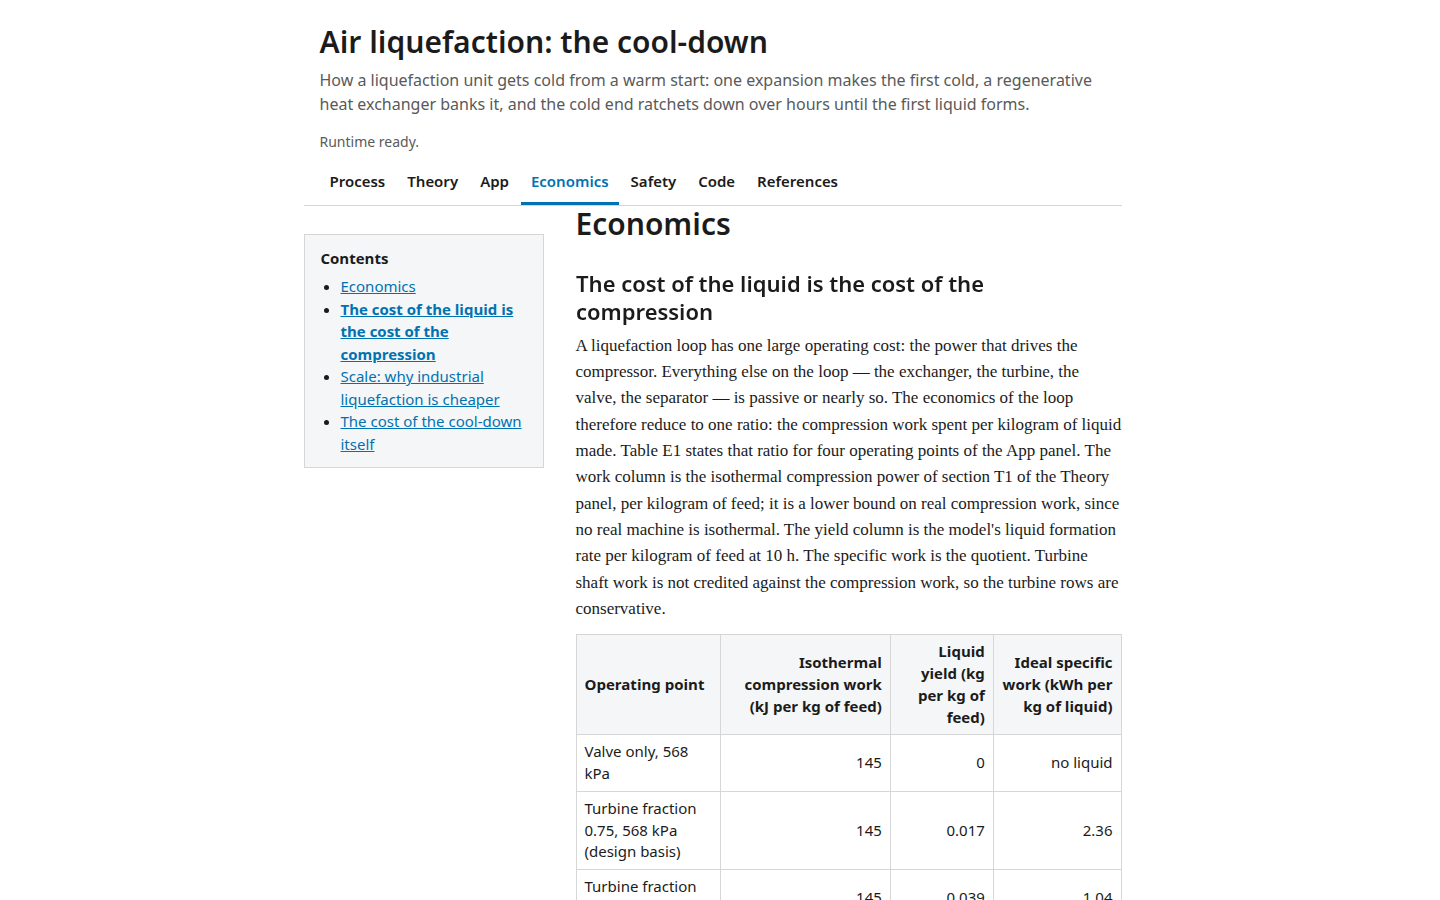 Air liquefaction: the cool-down
How a liquefaction unit gets cold from a warm start: one expansion makes the first cold, a regenerative
heat exchanger banks it, and the cold end ratchets down over hours until the first liquid forms.
Runtime ready.
Process Theory App Economics Safety Code References
Contents
Economics
The cost of the liquid is
the cost of the
compression
Scale: why industrial
liquefaction is cheaper
The cost of the cool-down
itself
Economics
The cost of the liquid is the cost of the
compression
A liquefaction loop has one large operating cost: the power that drives the
compressor. Everything else on the loop — the exchanger, the turbine, the
valve, the separator — is passive or nearly so. The economics of the loop
therefore reduce to one ratio: the compression work spent per kilogram of liquid
made. Table E1 states that ratio for four operating points of the App panel. The
work column is the isothermal compression power of section T1 of the Theory
panel, per kilogram of feed; it is a lower bound on real compression work, since
no real machine is isothermal. The yield column is the model's liquid formation
rate per kilogram of feed at 10 h. The specific work is the quotient. Turbine
shaft work is not credited against the compression work, so the turbine rows are
conservative.
Operating point
Isothermal
compression work
(kJ per kg of feed)
Liquid
yield (kg
per kg of
feed)
Ideal specific
work (kWh per
kg of liquid)
Valve only, 568
kPa
145
0
no liquid
Turbine fraction
0.75, 568 kPa
(design basis)
145
0.017
2.36
Turbine fraction
145
0.039
1.04